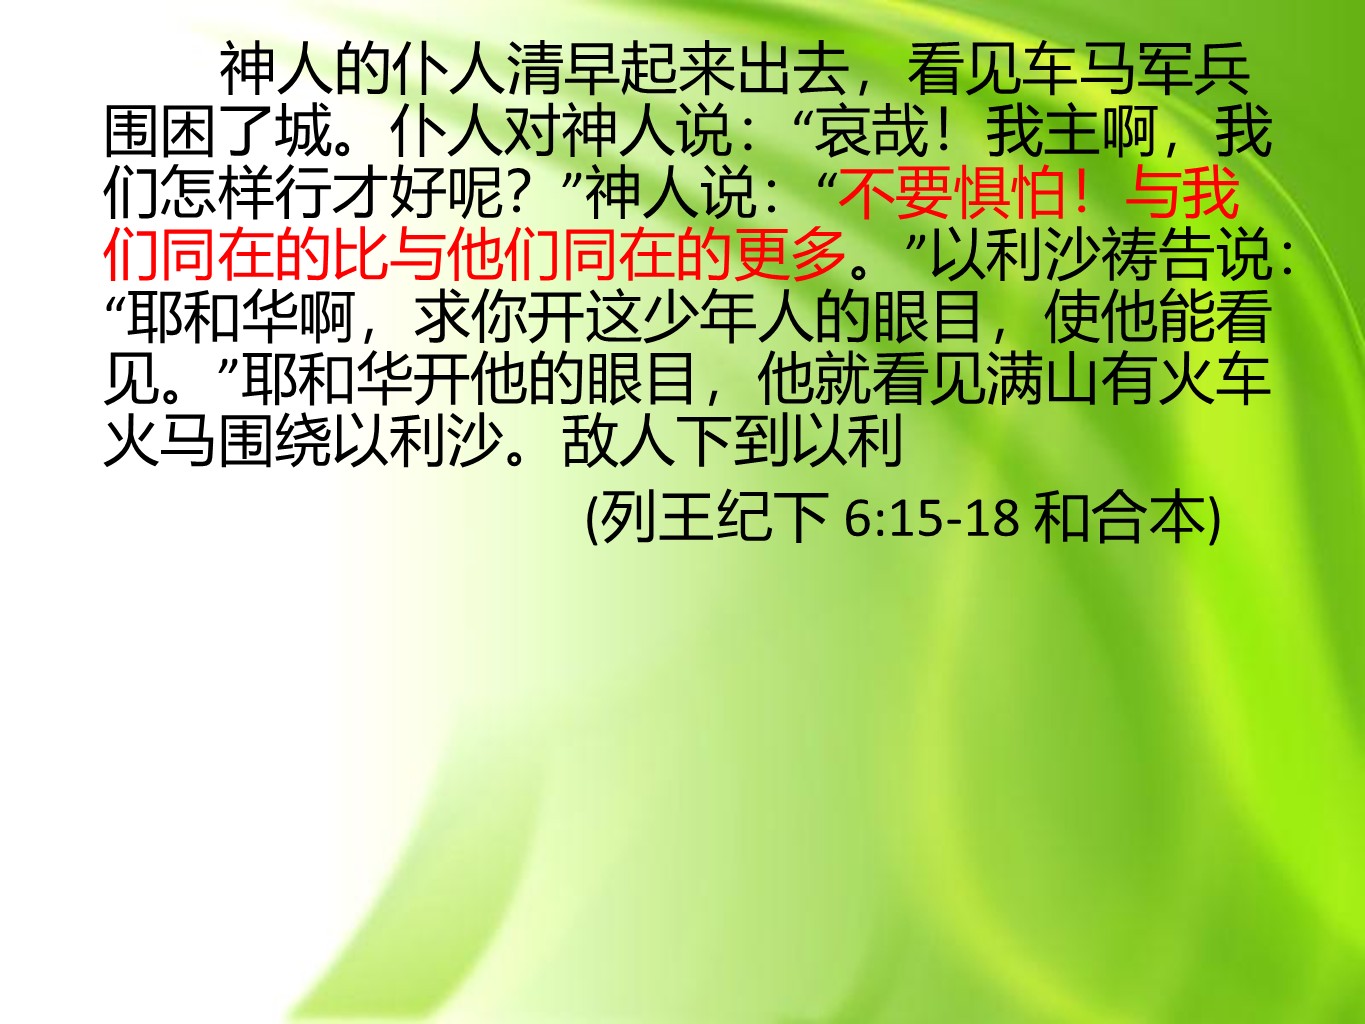 神人的仆人清早起来出去，看见车马军兵
围困了城。仆人对神人说：“哀哉！我主啊，我
们怎样行才好呢？”神人说：“不要惧怕！与我
们同在的比与他们同在的更多。”以利沙祷告说：
“耶和华啊，求你开这少年人的眼目，使他能看
见。”耶和华开他的眼目，他就看见满山有火车
火马围绕以利沙。敌人下到以利
(列王纪下 6:15-18 和合本)